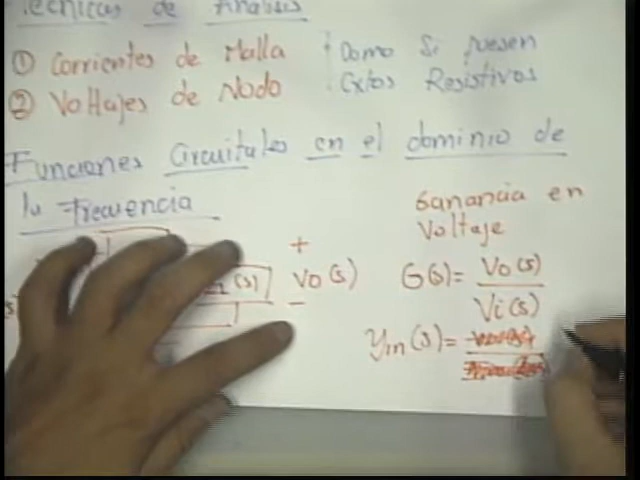 Técnicas de Análisis
① Corrientes de Malla
② Voltajes de Nodo
Como Si fuesen
Cktos Resistivos
Funciones Circuitales en el dominio de
la Frecuencia
Ganancia en
Voltaje
+
(s)
Vo(s)
−
G(s) = Vo(s)
Vi(s)
Yin(s) =